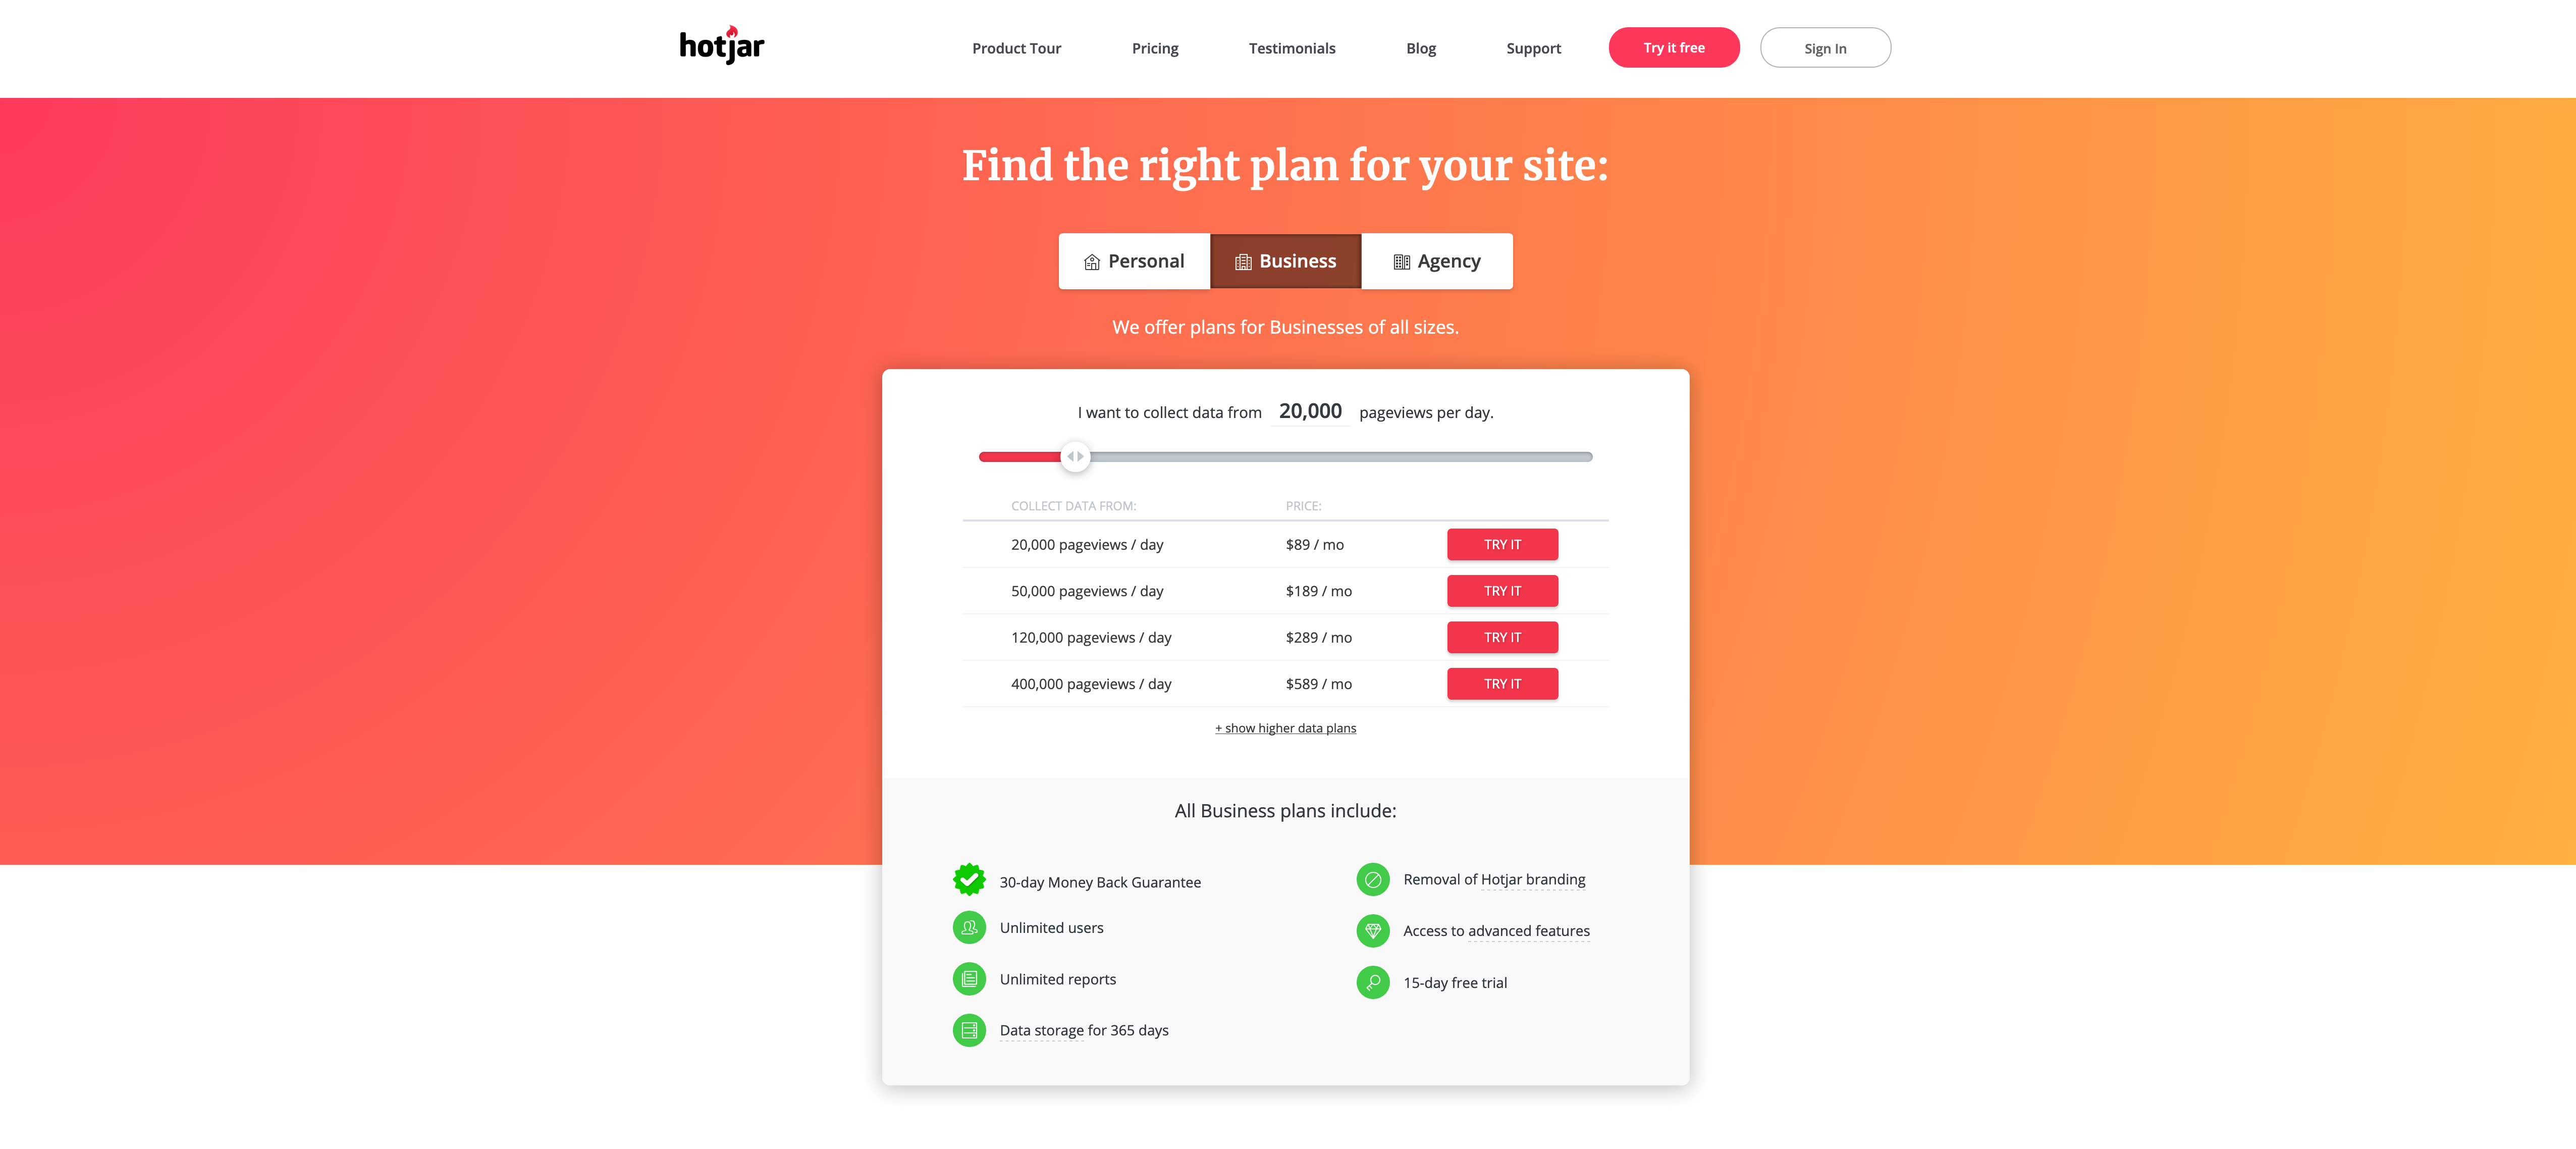 hotjar
Product Tour Pricing Testimonials Blog Support Try it free Sign In
Find the right plan for your site:
Personal Business Agency
We offer plans for Businesses of all sizes.
I want to collect data from 20,000 pageviews per day.
COLLECT DATA FROM: PRICE:
20,000 pageviews / day $89 / mo TRY IT
50,000 pageviews / day $189 / mo TRY IT
120,000 pageviews / day $289 / mo TRY IT
400,000 pageviews / day $589 / mo TRY IT
+ show higher data plans
All Business plans include:
30-day Money Back Guarantee
Unlimited users
Unlimited reports
Data storage for 365 days
Removal of Hotjar branding
Access to advanced features
15-day free trial